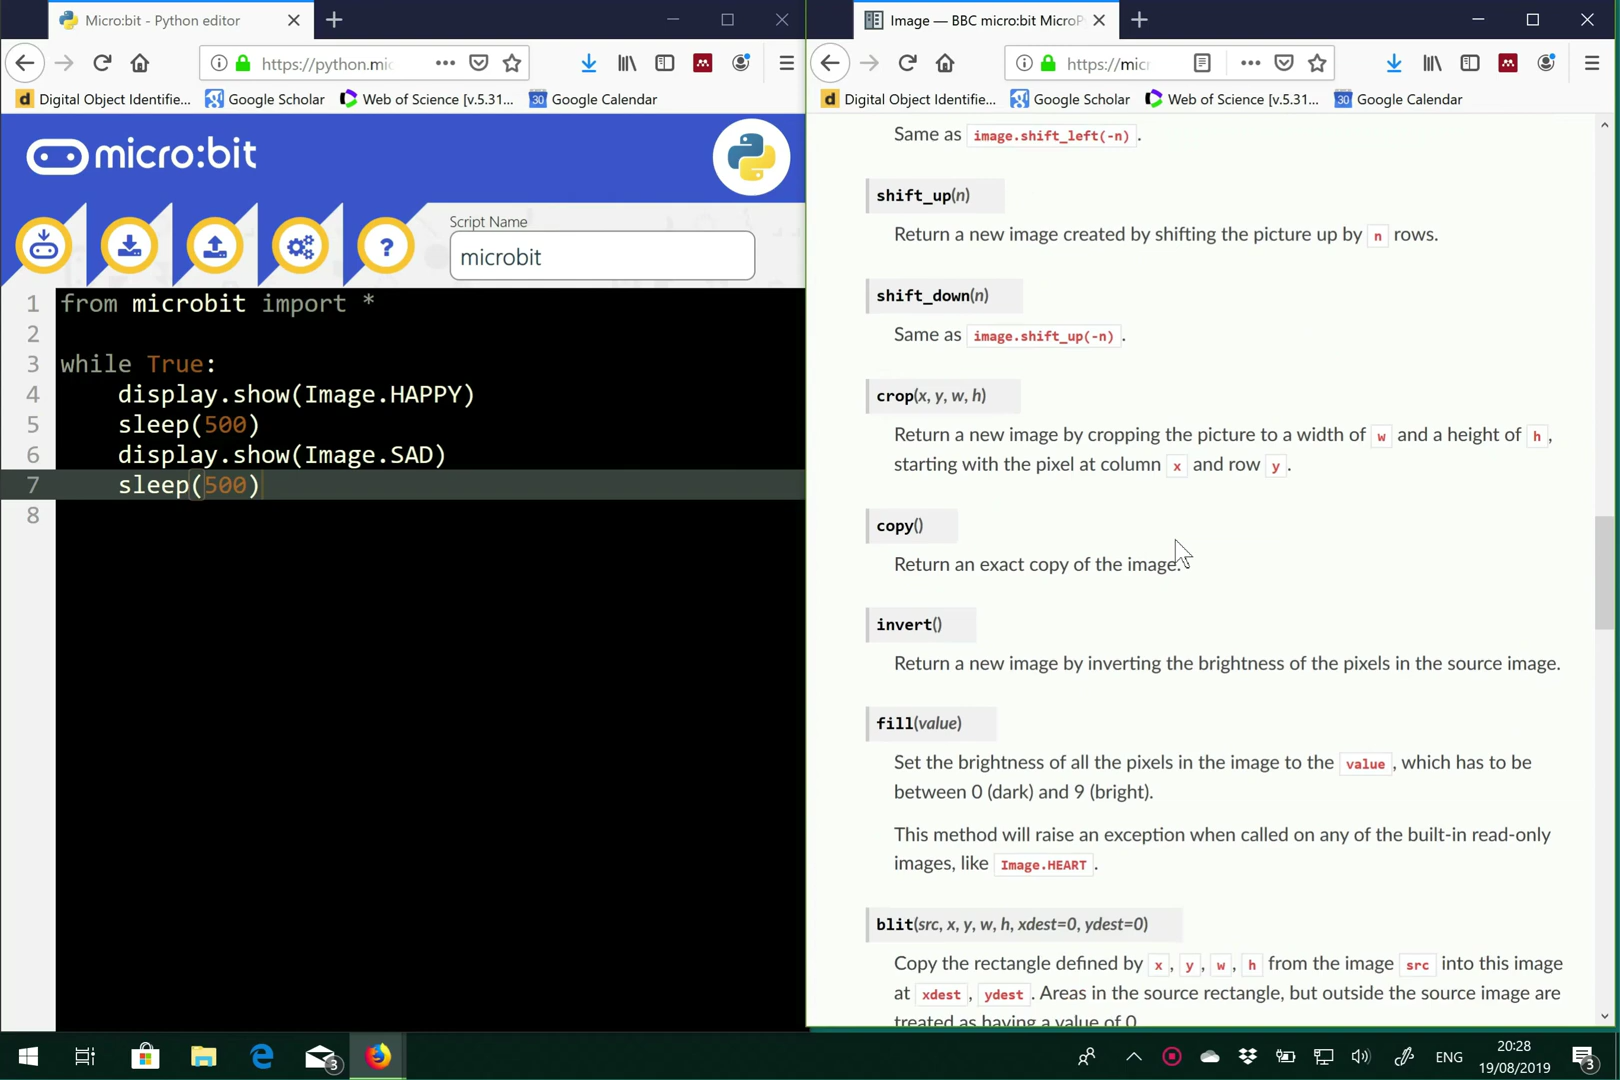 Micro:bit - Python editor
https://python.mic
Digital Object Identifie...
Google Scholar
Web of Science [v.5.31...
30
Google Calendar
micro:bit
?
Script Name
microbit
1 from microbit import *
2
3 while True:
4 display.show(Image.HAPPY)
5 sleep(500)
6 display.show(Image.SAD)
7 sleep(500)
8
Image — BBC micro:bit MicroP
https://micr
Digital Object Identifie...
Google Scholar
Web of Science [v.5.31...
30
Google Calendar
Same as image.shift_left(-n) .
shift_up(n)
Return a new image created by shifting the picture up by n rows.
shift_down(n)
Same as image.shift_up(-n) .
crop(x, y, w, h)
Return a new image by cropping the picture to a width of w and a height of h ,
starting with the pixel at column x and row y .
copy()
Return an exact copy of the image.
invert()
Return a new image by inverting the brightness of the pixels in the source image.
fill(value)
Set the brightness of all the pixels in the image to the value , which has to be
between 0 (dark) and 9 (bright).
This method will raise an exception when called on any of the built-in read-only
images, like Image.HEART .
blit(src, x, y, w, h, xdest=0, ydest=0)
Copy the rectangle defined by x , y , w , h from the image src into this image
at xdest , ydest . Areas in the source rectangle, but outside the source image are
treated as having a value of 0.
3
ENG
20:28
19/08/2019
3